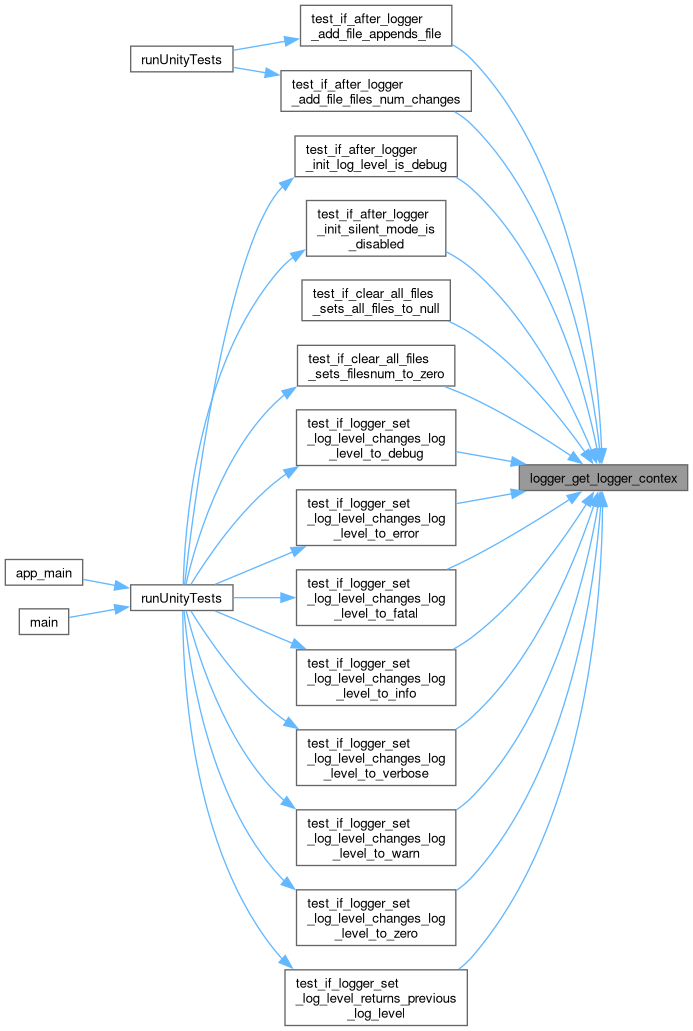 test_if_after_logger
_add_file_appends_file
runUnityTests
test_if_after_logger
_add_file_files_num_changes
test_if_after_logger
_init_log_level_is_debug
test_if_after_logger
_init_silent_mode_is
_disabled
test_if_clear_all_files
_sets_all_files_to_null
test_if_clear_all_files
_sets_filesnum_to_zero
test_if_logger_set
_log_level_changes_log
_level_to_debug
logger_get_logger_contex
test_if_logger_set
_log_level_changes_log
_level_to_error
app_main
runUnityTests
test_if_logger_set
_log_level_changes_log
_level_to_fatal
main
test_if_logger_set
_log_level_changes_log
_level_to_info
test_if_logger_set
_log_level_changes_log
_level_to_verbose
test_if_logger_set
_log_level_changes_log
_level_to_warn
test_if_logger_set
_log_level_changes_log
_level_to_zero
test_if_logger_set
_log_level_returns_previous
_log_level